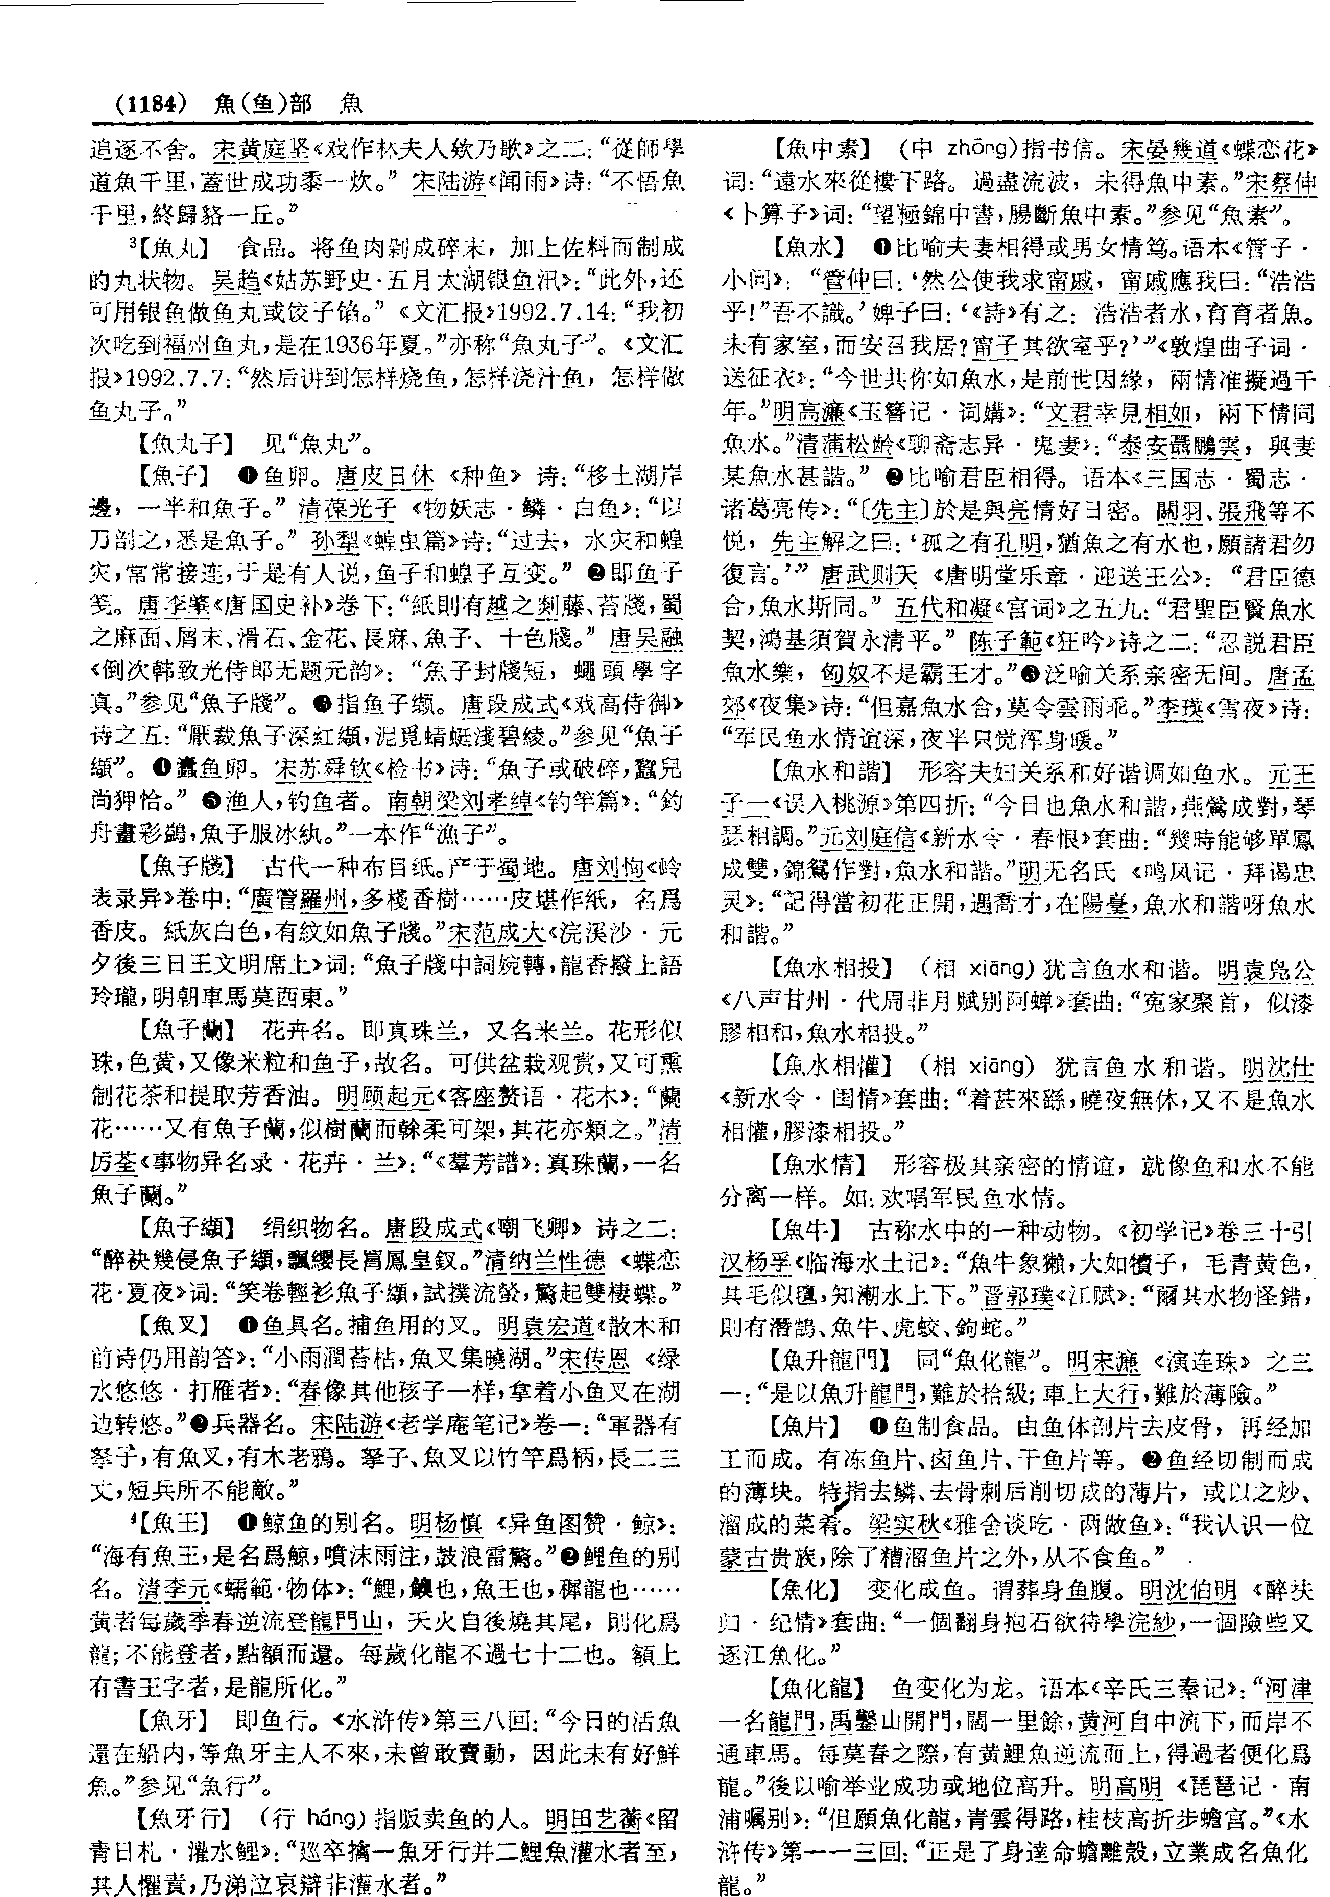 (1184) 魚(鱼)部 魚
追逐不舍。宋黄庭坚《戏作林夫人欸乃歌》之二：“從師學
道魚千里，蓋世成功黍一炊。” 宋陆游《闻雨》诗：“不悟魚
千里，終歸貉一丘。”
³【魚丸】 食品。将鱼肉剁成碎末，加上佐料而制成
的丸状物。吴趋《姑苏野史·五月太湖银鱼汛》：“此外，还
可用银鱼做鱼丸或饺子馅。”《文汇报》1992.7.14：“我初
次吃到福州鱼丸，是在1936年夏。”亦称“魚丸子”。《文汇
报》1992.7.7：“然后讲到怎样烧鱼，怎样浇汁鱼，怎样做
鱼丸子。”
【魚丸子】 见“魚丸”。
【魚子】 ❶鱼卵。唐皮日休《种鱼》诗：“移土湖岸
邊，一半和魚子。” 清葆光子《物妖志·鳞·白鱼》：“以
刀剖之，悉是魚子。” 孙犁《蝗虫篇》诗：“过去，水灾和蝗
灾，常常接连，于是有人说，鱼子和蝗子互变。” ❷即鱼子
笺。唐李肇《唐国史补》卷下：“紙則有越之剡藤、苔牋，蜀
之麻面、屑末、滑石、金花、長麻、魚子、十色牋。” 唐吴融
《倒次韩致光侍郎无题元韵》：“魚子封牋短，蠅頭學字
真。”参见“魚子牋”。❸指鱼子缬。唐段成式《戏高侍御》
诗之五：“厭裁魚子深紅纈，泥覓蜻蜓淺碧綾。”参见“魚子
纈”。❹蠹鱼卵。宋苏舜钦《检书》诗：“魚子或破碎，蠶兒
尚狎恰。” ❺渔人，钓鱼者。南朝梁刘孝绰《钓竿篇》：“釣
舟畫彩鷁，魚子服冰紈。”一本作“漁子”。
【魚子牋】 古代一种布目纸。产于蜀地。唐刘恂《岭
表录异》卷中：“廣管羅州，多棧香樹……皮堪作紙，名爲
香皮。紙灰白色，有紋如魚子牋。”宋范成大《浣溪沙·元
夕後三日王文明席上》词：“魚子牋中詞婉轉，龍香撥上語
玲瓏，明朝車馬莫西東。”
【魚子蘭】 花卉名。即真珠兰，又名米兰。花形似
珠，色黄，又像米粒和鱼子，故名。可供盆栽观赏，又可熏
制花茶和提取芳香油。明顾起元《客座赘语·花木》：“蘭
花……又有魚子蘭，似樹蘭而榦柔可架，其花亦類之。”清
厉荃《事物异名录·花卉·兰》：“《羣芳譜》：真珠蘭，一名
魚子蘭。”
【魚子纈】 绢织物名。唐段成式《嘲飞卿》诗之二：
“醉袂幾侵魚子纈，飄纓長罥鳳皇釵。”清纳兰性德《蝶恋
花·夏夜》词：“笑卷輕衫魚子纈，試撲流螢，驚起雙棲蝶。”
【魚叉】 ❶鱼具名。捕鱼用的叉。明袁宏道《散木和
前诗仍用韵答》：“小雨潤苔枯，魚叉集曉湖。”宋传恩《绿
水悠悠·打雁者》：“春像其他孩子一样，拿着小鱼叉在湖
边转悠。”❷兵器名。宋陆游《老学庵笔记》卷一：“軍器有
拏子，有魚叉，有木老鴉。拏子、魚叉以竹竿爲柄，長二三
丈，短兵所不能敵。”
⁴【魚王】 ❶鲸鱼的别名。明杨慎《异鱼图赞·鲸》：
“海有魚王，是名爲鯨，噴沫雨注，鼓浪雷驚。”❷鲤鱼的别
名。清李元《蠕範·物体》：“鯉，鱮也，魚王也，稺龍也……
黄者每歲季春逆流登龍門山，天火自後燒其尾，則化爲
龍；不能登者，點額而還。每歲化龍不過七十二也。額上
有書王字者，是龍所化。”
【魚牙】 即鱼行。《水浒传》第三八回：“今日的活魚
還在船内，等魚牙主人不來，未曾敢賣動，因此未有好鮮
魚。”参见“魚行”。
【魚牙行】 （行 háng）指贩卖鱼的人。明田艺蘅《留
青日札·灌水鲤》：“巡卒擒一魚牙行并二鯉魚灌水者至，
其人懼責，乃涕泣哀辯非灌水者。”
【魚中素】 （中 zhōng）指书信。宋晏幾道《蝶恋花》
词：“遠水來從樓下路。過盡流波，未得魚中素。”宋蔡伸
《卜算子》词：“望極錦中書，腸斷魚中素。”参见“魚素”。
【魚水】 ❶比喻夫妻相得或男女情笃。语本《管子·
小问》：“管仲曰：‘然公使我求甯戚，甯戚應我曰：“浩浩
乎！”吾不識。’婢子曰：‘《詩》有之：浩浩者水，育育者魚。
未有家室，而安召我居？甯子其欲室乎？’”《敦煌曲子词·
送征衣》：“今世共你如魚水，是前世因緣，兩情准擬過千
年。”明高濂《玉簪记·词媾》：“文君幸見相如，兩下情同
魚水。”清蒲松龄《聊斋志异·鬼妻》：“泰安聶鵬雲，與妻
某魚水甚諧。” ❷比喻君臣相得。语本《三国志·蜀志·
诸葛亮传》：“〔先主〕於是與亮情好日密。關羽、張飛等不
悦，先主解之曰：‘孤之有孔明，猶魚之有水也，願諸君勿
復言。’” 唐武则天《唐明堂乐章·迎送王公》：“君臣德
合，魚水斯同。” 五代和凝《宫词》之五九：“君聖臣賢魚水
契，鴻基須賀永清平。” 陈子範《狂吟》诗之二：“忍説君臣
魚水樂，匈奴不是霸王才。”❸泛喻关系亲密无间。唐孟
郊《夜集》诗：“但嘉魚水合，莫令雲雨乖。”李瑛《雪夜》诗：
“军民鱼水情谊深，夜半只觉浑身暖。”
【魚水和諧】 形容夫妇关系和好谐调如鱼水。元王
子一《误入桃源》第四折：“今日也魚水和諧，燕鶯成對，琴
瑟相調。”元刘庭信《新水令·春恨》套曲：“幾時能够單鳳
成雙，錦鴛作對，魚水和諧。”明无名氏《鸣凤记·拜谒忠
灵》：“記得當初花正開，遇喬才，在陽臺，魚水和諧呀魚水
和諧。”
【魚水相投】 （相 xiāng）犹言鱼水和谐。明袁凫公
《八声甘州·代周非月赋别阿蝉》套曲：“寃家聚首，似漆
膠相和，魚水相投。”
【魚水相懽】 （相 xiāng）犹言鱼水和谐。明沈仕
《新水令·闺情》套曲：“着甚來繇，曉夜無休，又不是魚水
相懽，膠漆相投。”
【魚水情】 形容极其亲密的情谊，就像鱼和水不能
分离一样。如：欢唱军民鱼水情。
【魚牛】 古称水中的一种动物。《初学记》卷三十引
汉杨孚《临海水土记》：“魚牛象獺，大如犢子，毛青黄色，
其毛似氊，知潮水上下。”晋郭璞《江赋》：“爾其水物怪錯，
則有潛鵠、魚牛、虎蛟、鉤蛇。”
【魚升龍門】 同“魚化龍”。明宋濂《演连珠》之三
一：“是以魚升龍門，難於拾級；車上大行，難於薄險。”
【魚片】 ❶鱼制食品。由鱼体剖片去皮骨，再经加
工而成。有冻鱼片、卤鱼片、干鱼片等。❷鱼经切制而成
的薄块。特指去鳞、去骨刺后削切成的薄片，或以之炒、
溜成的菜肴。梁实秋《雅舍谈吃·两做鱼》：“我认识一位
蒙古贵族，除了糟溜鱼片之外，从不食鱼。”
【魚化】 变化成鱼。谓葬身鱼腹。明沈伯明《醉扶
归·纪情》套曲：“一個翻身抱石欲待學浣紗，一個險些又
逐江魚化。”
【魚化龍】 鱼变化为龙。语本《辛氏三秦记》：“河津
一名龍門，禹鑿山開門，闊一里餘，黄河自中流下，而岸不
通車馬。每莫春之際，有黄鯉魚逆流而上，得過者便化爲
龍。”後以喻举业成功或地位高升。明高明《琵琶记·南
浦嘱别》：“但願魚化龍，青雲得路，桂枝高折步蟾宫。”《水
浒传》第一一三回：“正是了身達命蟾離殼，立業成名魚化
龍。”